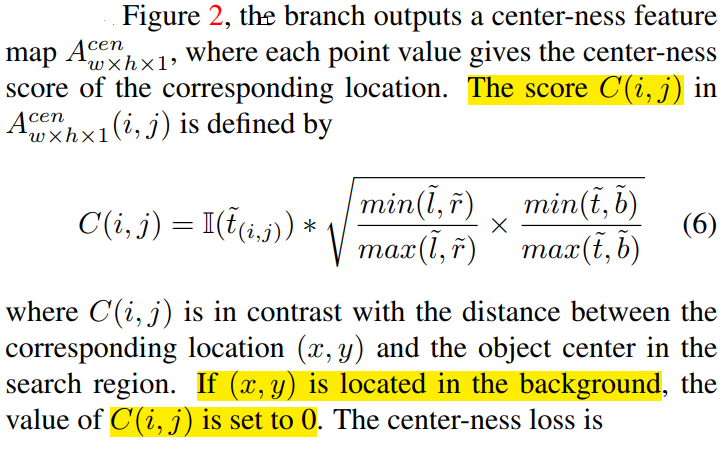 Figure 2, the branch outputs a center-ness feature
map $A^{cen}_{w \times h \times 1}$, where each point value gives the center-ness
score of the corresponding location. The score $C(i, j)$ in
$A^{cen}_{w \times h \times 1}(i, j)$ is defined by
$C(i, j) = \mathbb{I}(\tilde{t}_{(i,j)}) * \sqrt{\frac{min(\tilde{l}, \tilde{r})}{max(\tilde{l}, \tilde{r})} \times \frac{min(\tilde{t}, \tilde{b})}{max(\tilde{t}, \tilde{b})}}$ (6)
where $C(i, j)$ is in contrast with the distance between the
corresponding location $(x, y)$ and the object center in the
search region. If $(x, y)$ is located in the background, the
value of $C(i, j)$ is set to 0. The center-ness loss is